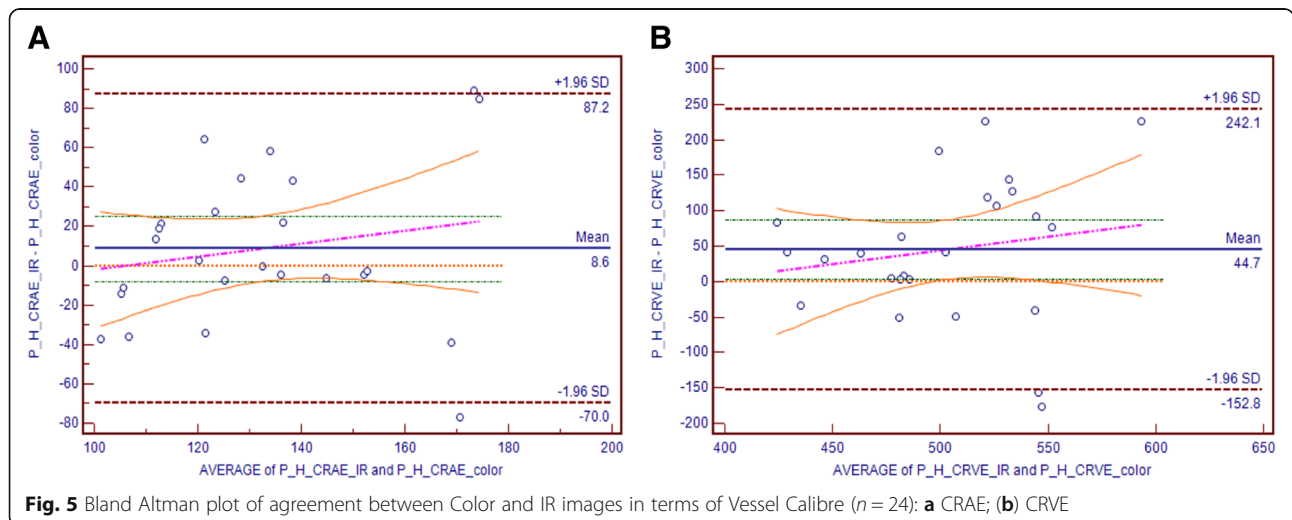 A
100
80
60
40
20
0
-20
-40
-60
-80
P_H_CRAE_IR - P_H_CRAE_color
+1.96 SD
87.2
Mean
8.6
-1.96 SD
-70.0
100 120 140 160 180 200
AVERAGE of P_H_CRAE_IR and P_H_CRAE_color
B
300
250
200
150
100
50
0
-50
-100
-150
-200
P_H_CRVE_IR - P_H_CRVE_color
+1.96 SD
242.1
Mean
44.7
-1.96 SD
-152.8
400 450 500 550 600 650
AVERAGE of P_H_CRVE_IR and P_H_CRVE_color
Fig. 5 Bland Altman plot of agreement between Color and IR images in terms of Vessel Calibre (n = 24): a CRAE; (b) CRVE